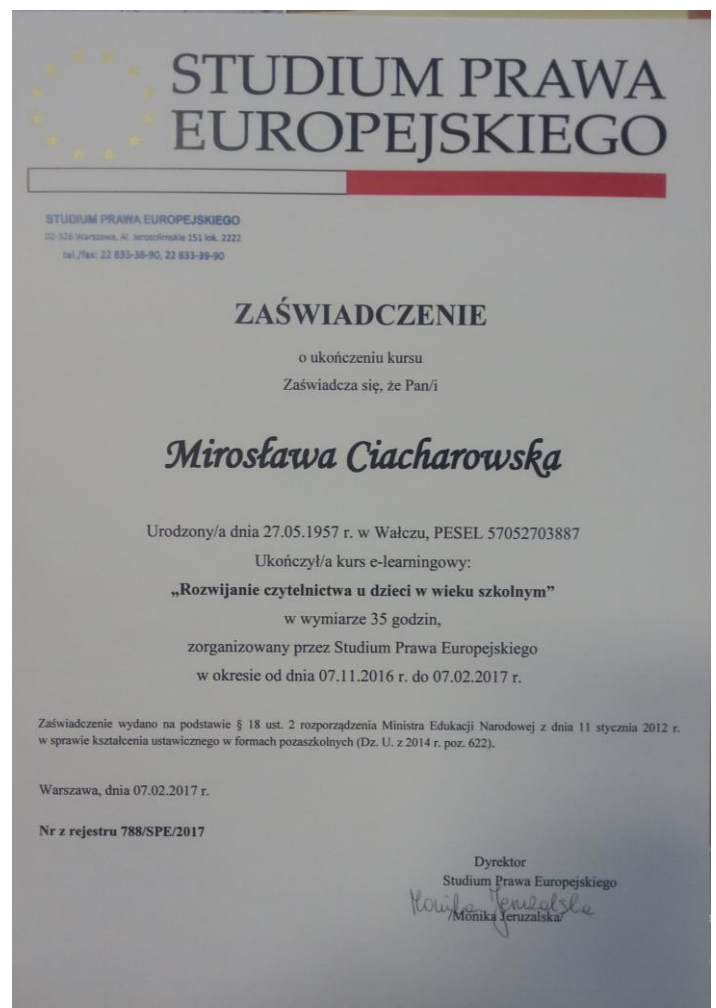 STUDIUM PRAWA
EUROPEJSKIEGO
STUDIUM PRAWA EUROPEJSKIEGO
02-326 Warszawa, Al. Jerozolimskie 151 lok. 2222
tel./fax: 22 833-38-90, 22 833-39-90
ZAŚWIADCZENIE
o ukończeniu kursu
Zaświadcza się, że Pan/i
Mirosława Ciacharowska
Urodzony/a dnia 27.05.1957 r. w Wałczu, PESEL 57052703887
Ukończył/a kurs e-learningowy:
„Rozwijanie czytelnictwa u dzieci w wieku szkolnym”
w wymiarze 35 godzin,
zorganizowany przez Studium Prawa Europejskiego
w okresie od dnia 07.11.2016 r. do 07.02.2017 r.
Zaświadczenie wydano na podstawie § 18 ust. 2 rozporządzenia Ministra Edukacji Narodowej z dnia 11 stycznia 2012 r.
w sprawie kształcenia ustawicznego w formach pozaszkolnych (Dz. U. z 2014 r. poz. 622).
Warszawa, dnia 07.02.2017 r.
Nr z rejestru 788/SPE/2017
Dyrektor
Studium Prawa Europejskiego
Monika Jeruzalska
/Monika Jeruzalska/